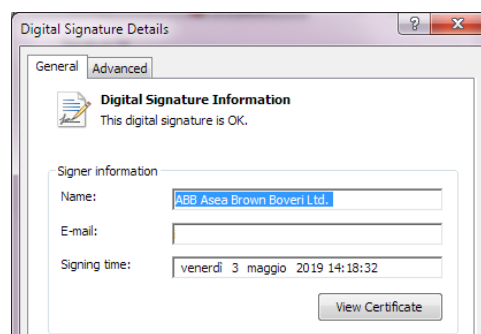 Digital Signature Details
?
X
General Advanced
Digital Signature Information
This digital signature is OK.
Signer information
Name: ABB Asea Brown Boveri Ltd.
E-mail:
Signing time: venerdì 3 maggio 2019 14:18:32
View Certificate